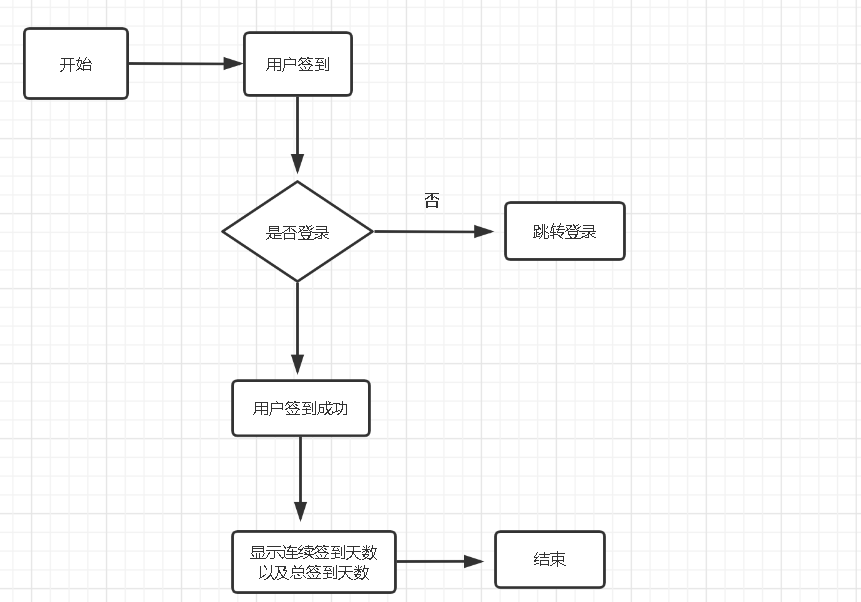 开始
用户签到
否
是否登录
跳转登录
用户签到成功
显示连续签到天数
以及总签到天数
结束